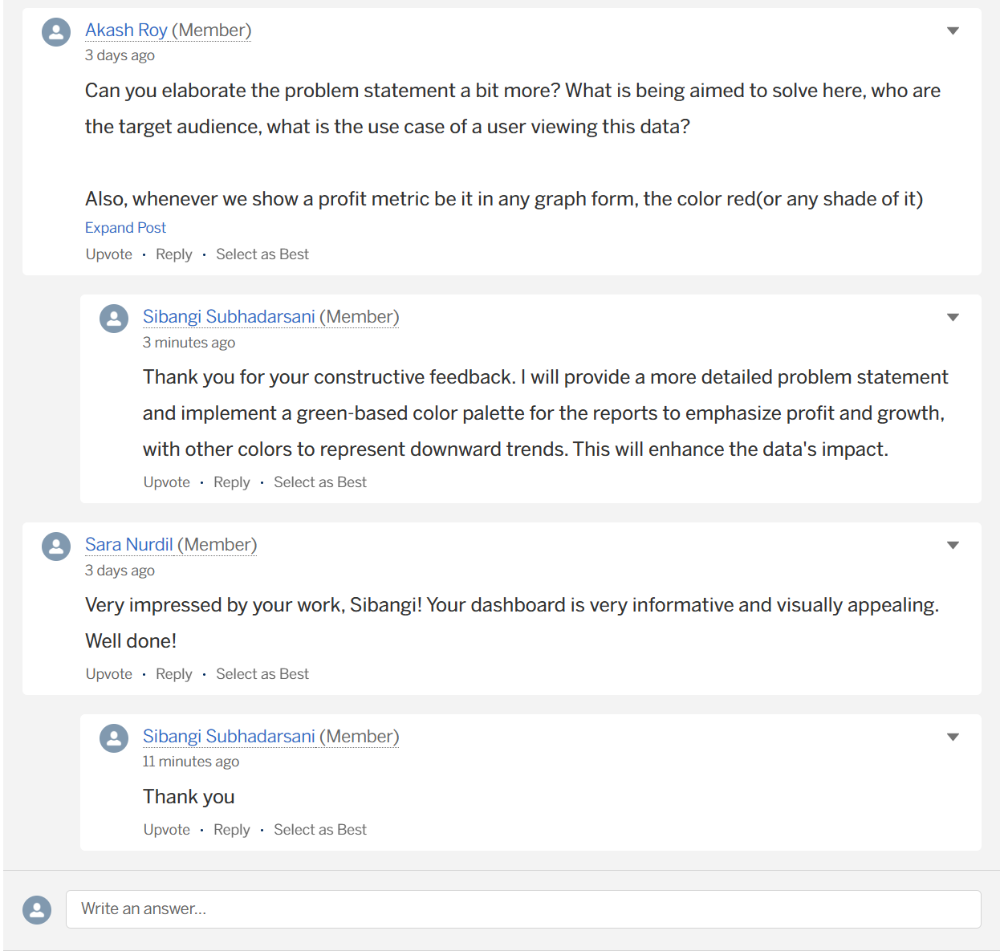 Akash Roy (Member)
3 days ago
Can you elaborate the problem statement a bit more? What is being aimed to solve here, who are
the target audience, what is the use case of a user viewing this data?
Also, whenever we show a profit metric be it in any graph form, the color red(or any shade of it)
Expand Post
Upvote · Reply · Select as Best
Sibangi Subhadarsani (Member)
3 minutes ago
Thank you for your constructive feedback. I will provide a more detailed problem statement
and implement a green-based color palette for the reports to emphasize profit and growth,
with other colors to represent downward trends. This will enhance the data's impact.
Upvote · Reply · Select as Best
Sara Nurdil (Member)
3 days ago
Very impressed by your work, Sibangi! Your dashboard is very informative and visually appealing.
Well done!
Upvote · Reply · Select as Best
Sibangi Subhadarsani (Member)
11 minutes ago
Thank you
Upvote · Reply · Select as Best
Write an answer...